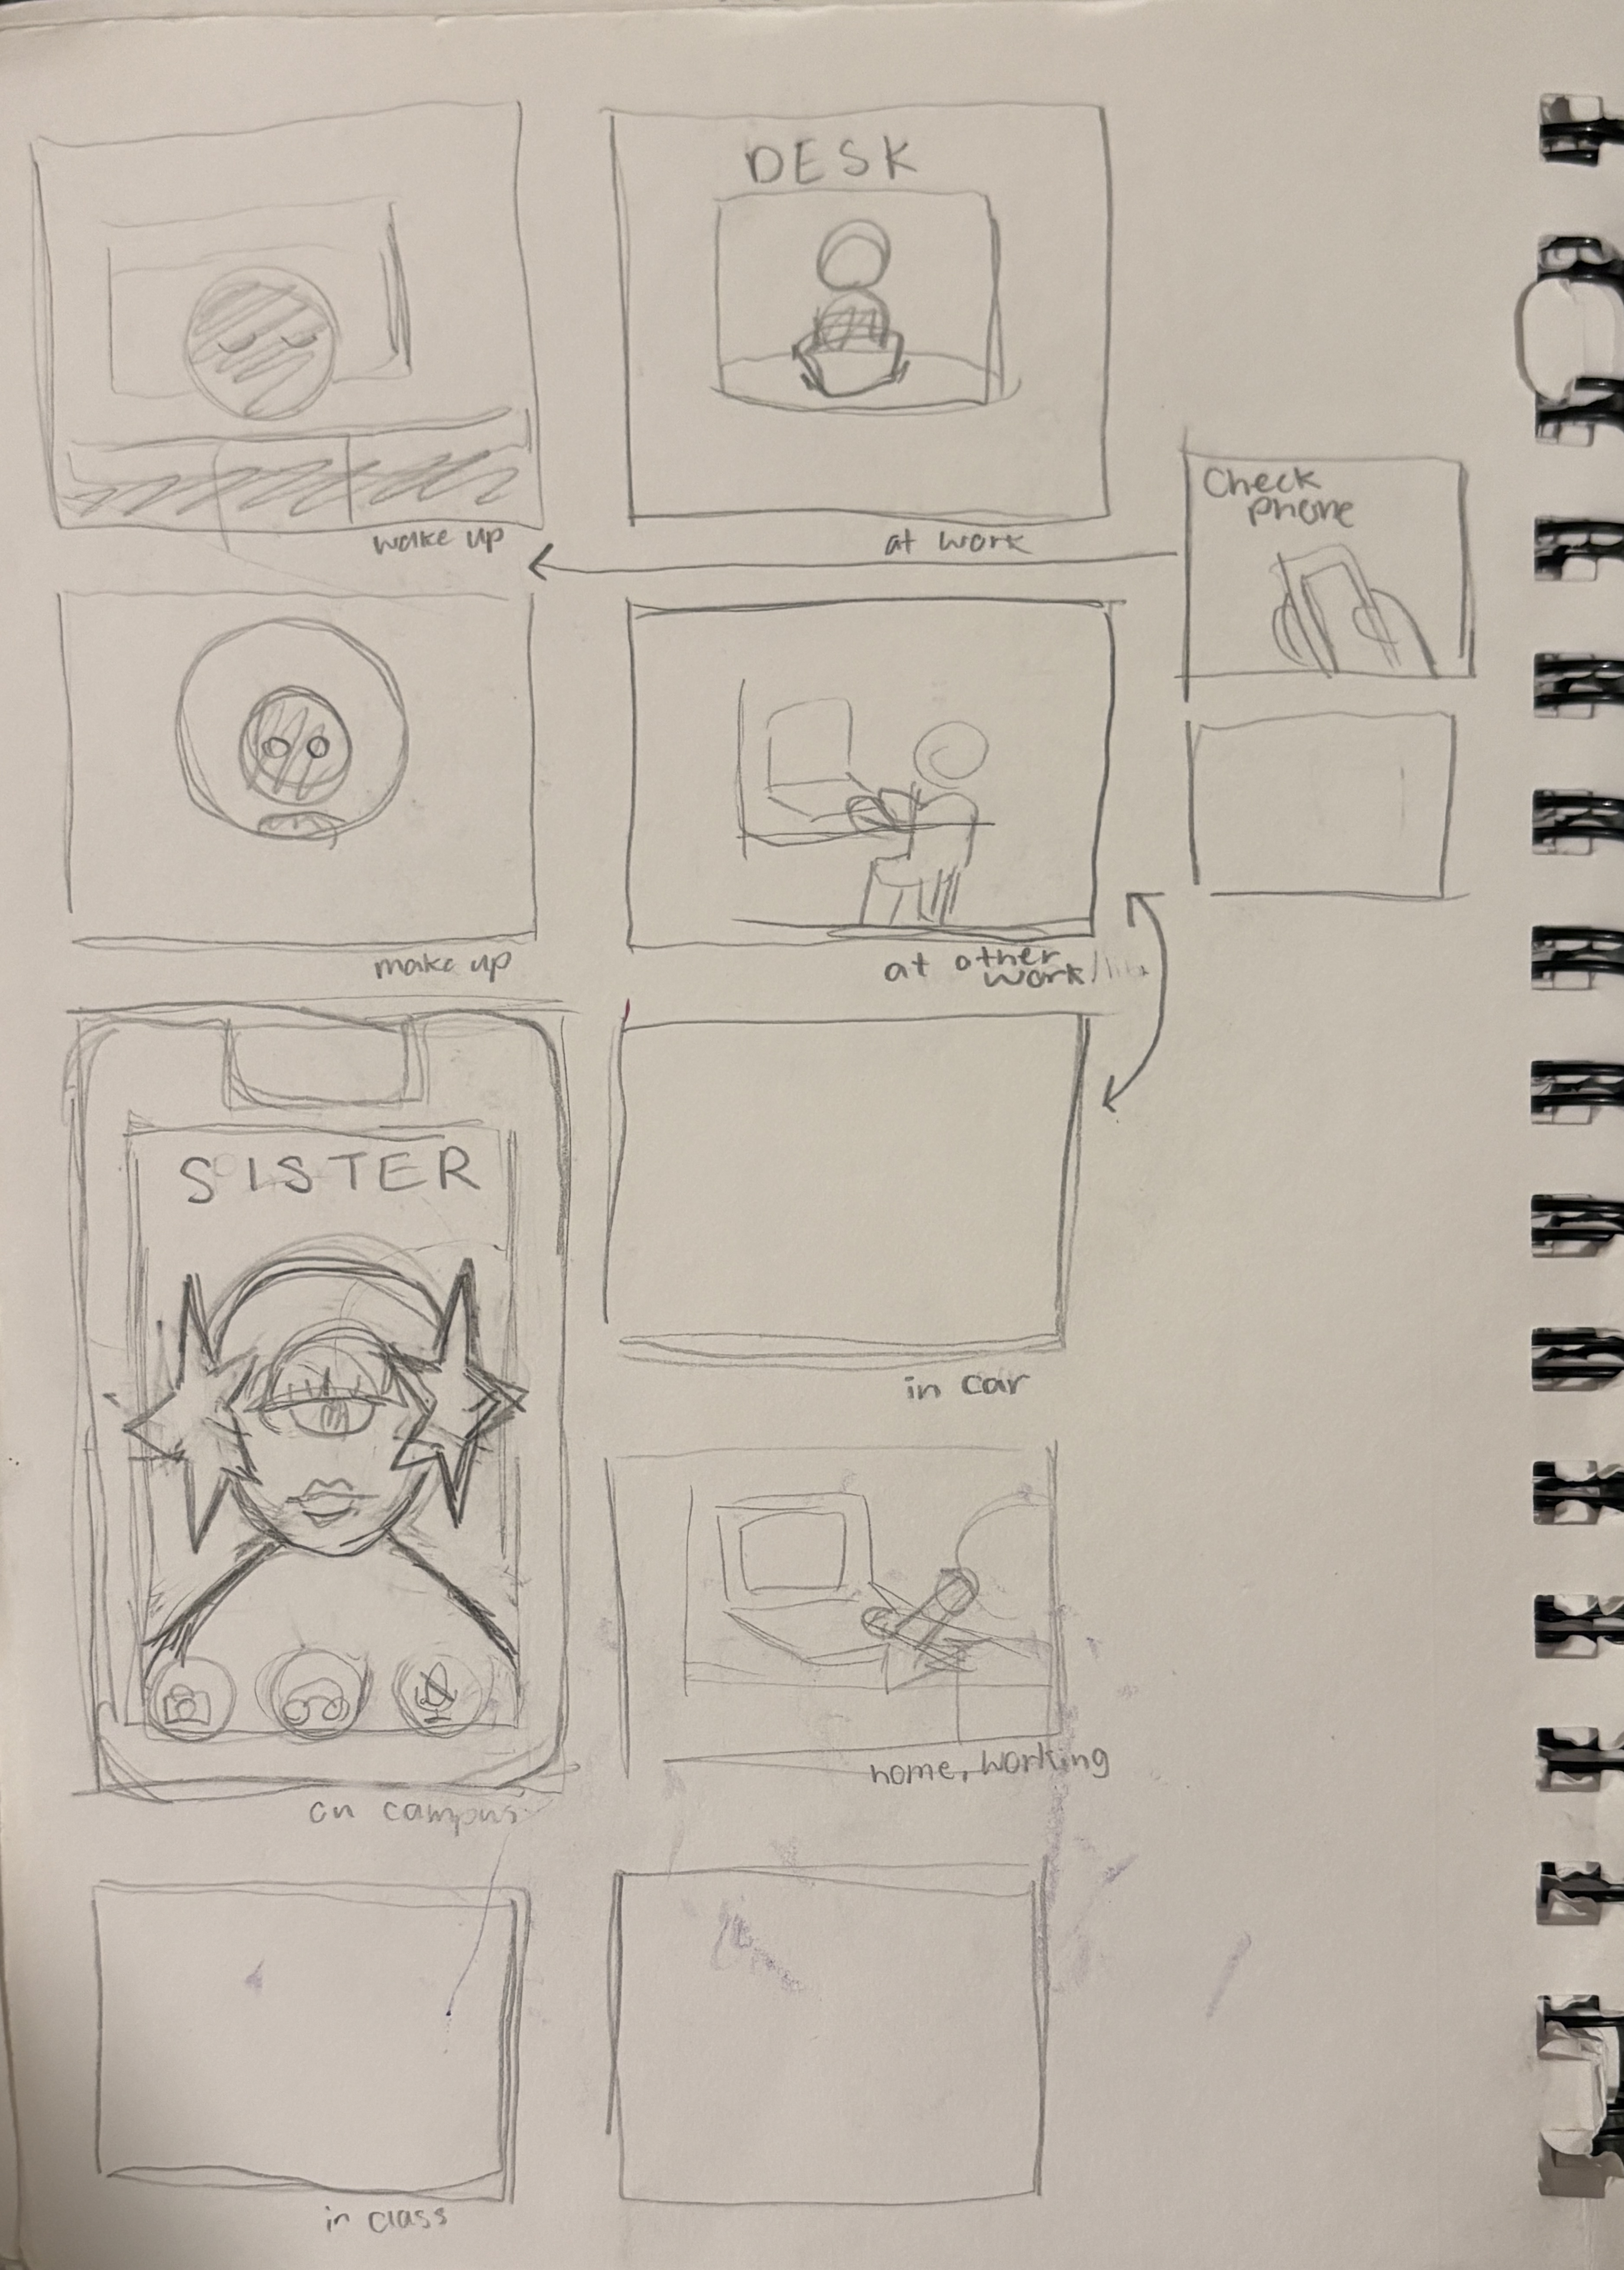 wake up
make up
SISTER
on campus
in class
DESK
at work
at other
work/
in car
home, working
Check
phone